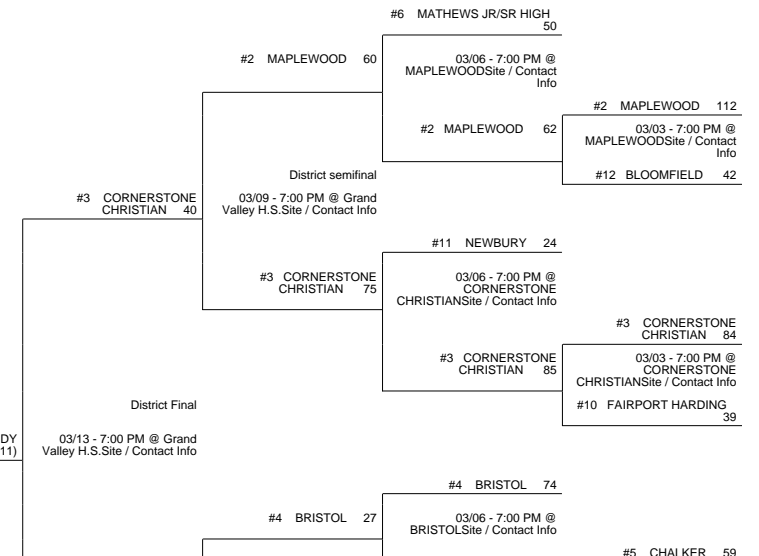 #6 MATHEWS JR/SR HIGH
50
#2 MAPLEWOOD 60
03/06 - 7:00 PM @
MAPLEWOODSite / Contact
Info
#2 MAPLEWOOD 112
#2 MAPLEWOOD 62
03/03 - 7:00 PM @
MAPLEWOODSite / Contact
Info
District semifinal
#12 BLOOMFIELD 42
#3 CORNERSTONE
CHRISTIAN 40
03/09 - 7:00 PM @ Grand
Valley H.S.Site / Contact Info
#11 NEWBURY 24
#3 CORNERSTONE
CHRISTIAN 75
03/06 - 7:00 PM @
CORNERSTONE
CHRISTIANSite / Contact Info
#3 CORNERSTONE
CHRISTIAN 84
#3 CORNERSTONE
CHRISTIAN 85
03/03 - 7:00 PM @
CORNERSTONE
CHRISTIANSite / Contact Info
District Final
#10 FAIRPORT HARDING
39
DY
11)
03/13 - 7:00 PM @ Grand
Valley H.S.Site / Contact Info
#4 BRISTOL 74
#4 BRISTOL 27
03/06 - 7:00 PM @
BRISTOLSite / Contact Info
#5 CHALKER 59